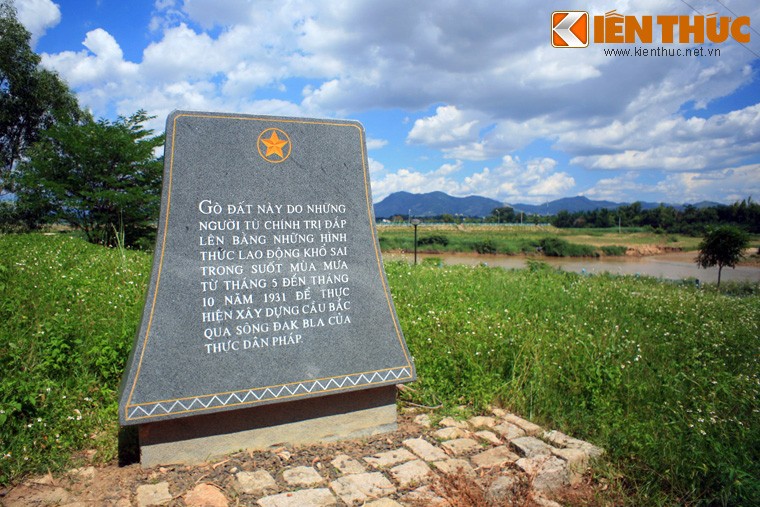 KIẾN THỨC
www.kienthuc.net.vn
GÒ ĐẤT NÀY DO NHỮNG
NGƯỜI TÙ CHÍNH TRỊ ĐẮP
LÊN BẰNG NHỮNG HÌNH
THỨC LAO ĐỘNG KHỔ SAI
TRONG SUỐT MÙA MƯA
TỪ THÁNG 5 ĐẾN THÁNG
10 NĂM 1931 ĐỂ THỰC
HIỆN XÂY DỰNG CẦU BẮC
QUA SÔNG ĐAK BLA CỦA
THỰC DÂN PHÁP.